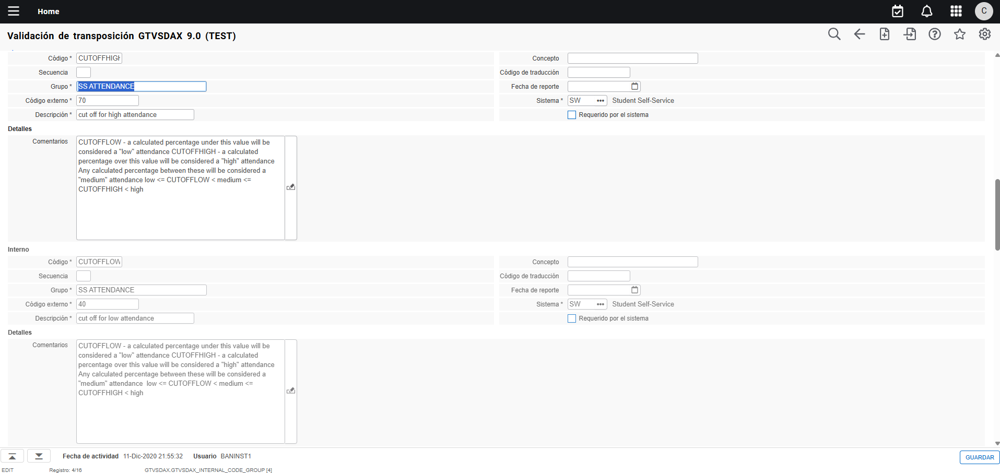 Home
C
Validación de transposición GTVSDAX 9.0 (TEST)
Código * CUTOFFHIGH
Concepto
Secuencia
Código de traducción
Grupo * SS ATTENDANCE
Fecha de reporte
Código externo * 70
Sistema * SW ••• Student Self-Service
Descripción * cut off for high attendance
Requerido por el sistema
Detalles
Comentarios
CUTOFFLOW - a calculated percentage under this value will be
considered a "low" attendance CUTOFFHIGH - a calculated
percentage over this value will be considered a "high" attendance
Any calculated percentage between these will be considered a
"medium" attendance low <= CUTOFFLOW < medium <=
CUTOFFHIGH < high
Interno
Código * CUTOFFLOW
Concepto
Secuencia
Código de traducción
Grupo * SS ATTENDANCE
Fecha de reporte
Código externo * 40
Sistema * SW ••• Student Self-Service
Descripción * cut off for low attendance
Requerido por el sistema
Detalles
Comentarios
CUTOFFLOW - a calculated percentage under this value will be
considered a "low" attendance CUTOFFHIGH - a calculated
percentage over this value will be considered a "high" attendance
Any calculated percentage between these will be considered a
"medium" attendance  low <= CUTOFFLOW < medium <=
CUTOFFHIGH < high
Fecha de actividad 11-Dic-2020 21:55:32 Usuario BANINST1
GUARDAR
EDIT Registro: 4/16 GTVSDAX.GTVSDAX_INTERNAL_CODE_GROUP [4]